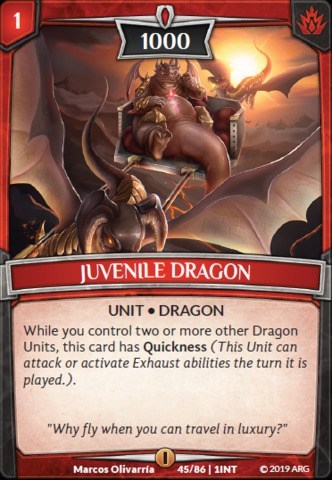 1
1000
JUVENILE DRAGON
UNIT • DRAGON
While you control two or more other Dragon
Units, this card has Quickness (This Unit can
attack or activate Exhaust abilities the turn it
is played.).
"Why fly when you can travel in luxury?"
I
Marcos Olivarría 45/86 | 1INT © 2019 ARG